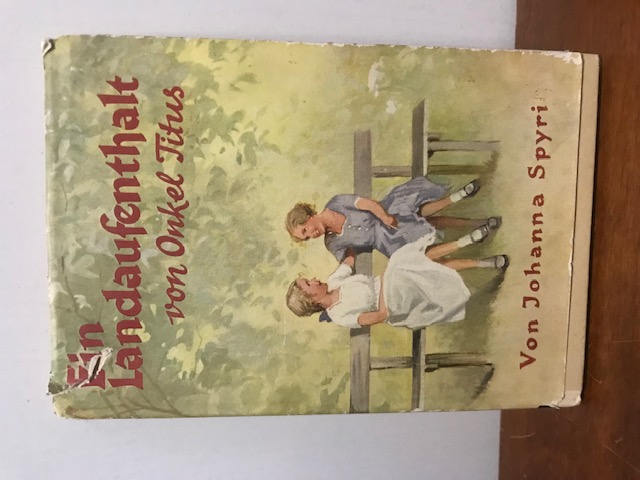 Ein
Landaufenthalt
von Onkel Titus
Von Johanna Spyri